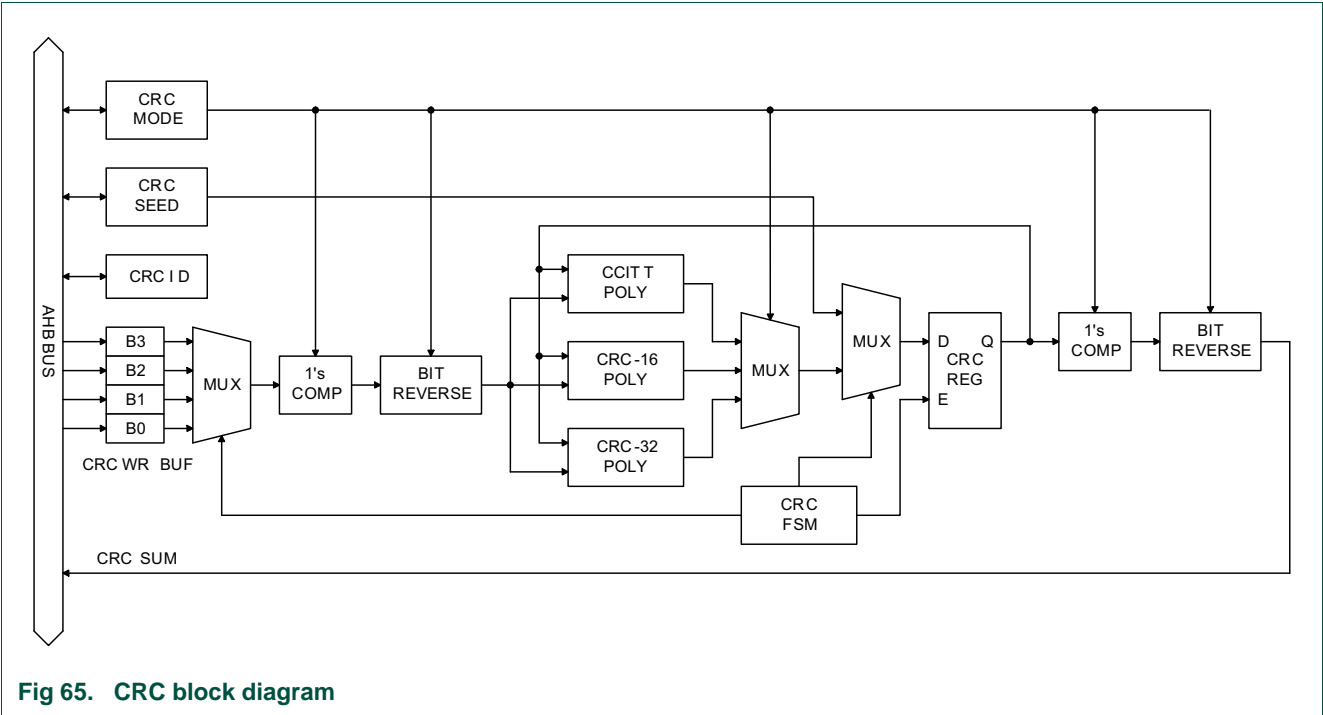 CRC
MODE
CRC
SEED
CRC I D
AHB BUS
B3
B2
B1
B0
CRC WR BUF
MUX
1's
COMP
BIT
REVERSE
CCIT T
POLY
CRC-16
POLY
CRC-32
POLY
MUX
MUX
D Q
CRC
REG
E
1's
COMP
BIT
REVERSE
CRC
FSM
CRC SUM
Fig 65. CRC block diagram